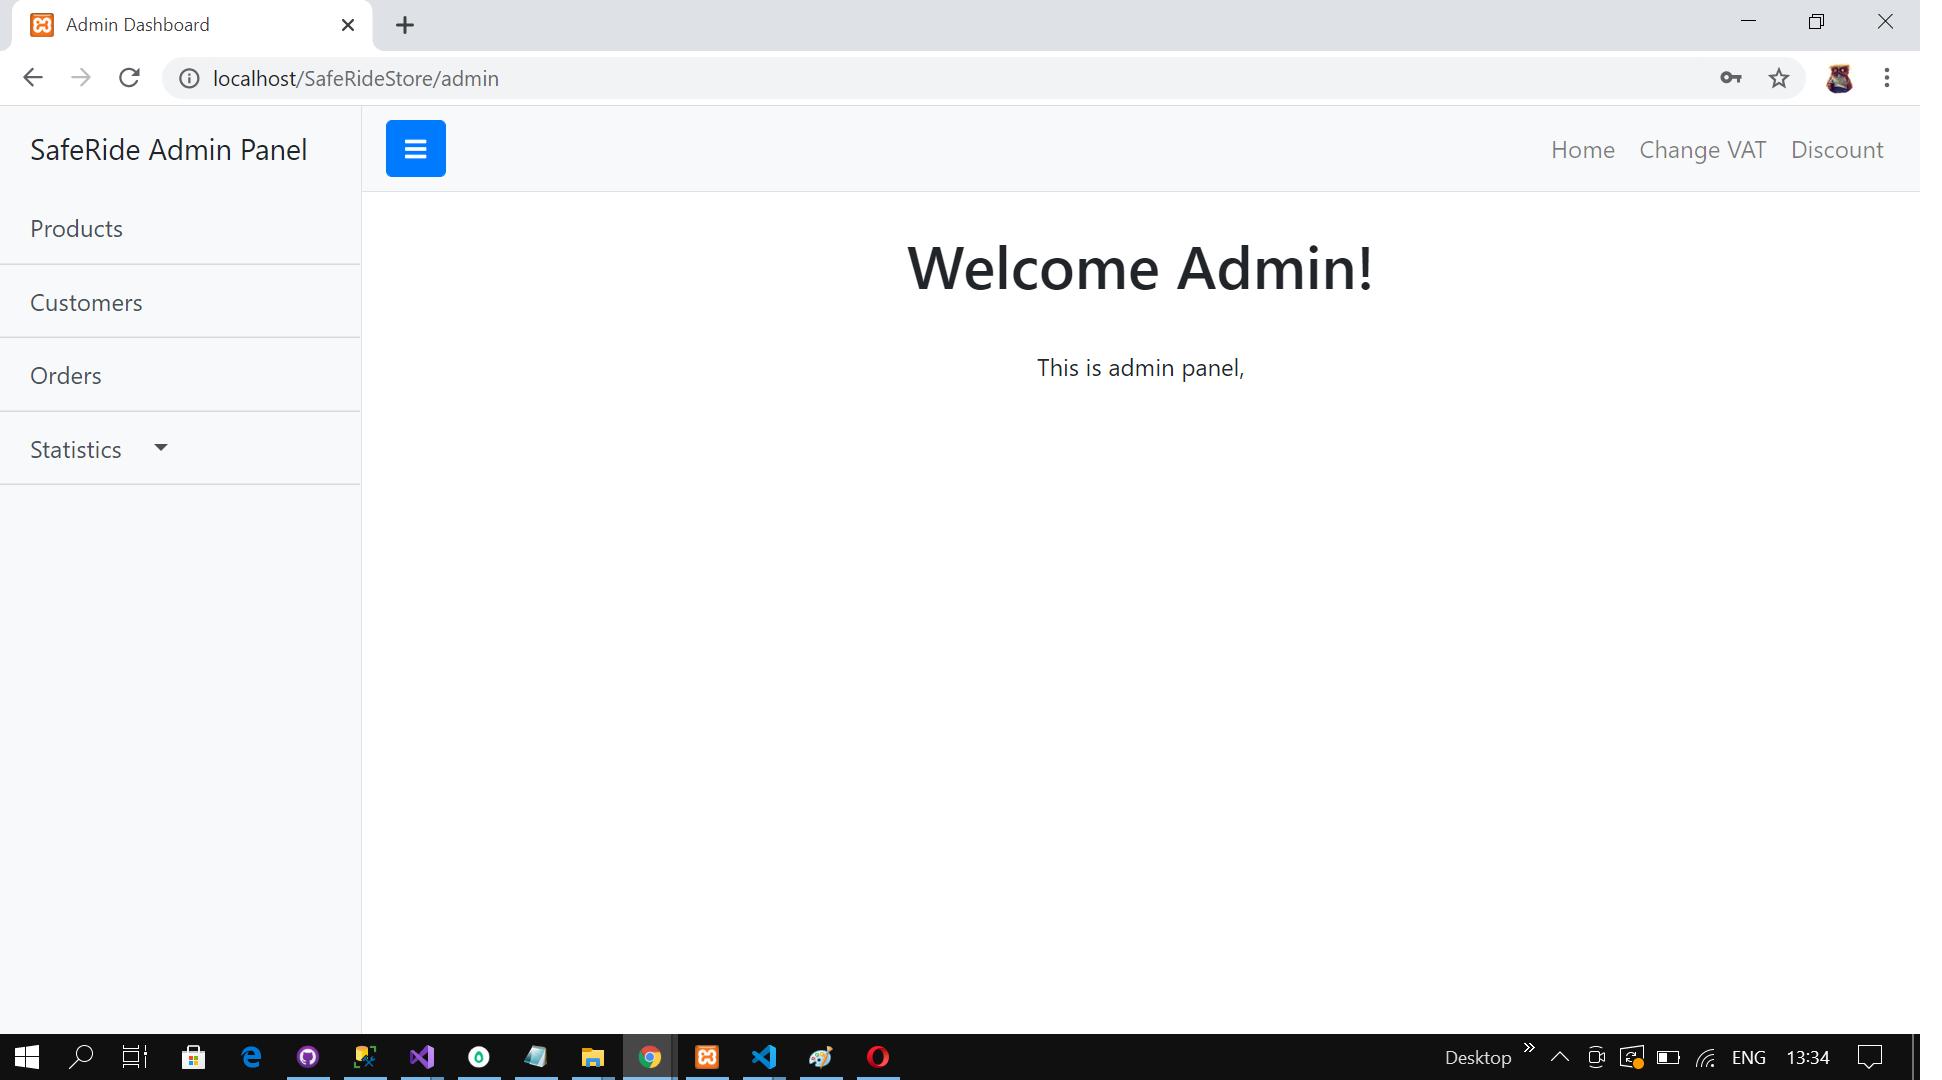 Admin Dashboard
localhost/SafeRideStore/admin
SafeRide Admin Panel
Home Change VAT Discount
Products
Customers
Orders
Statistics
Welcome Admin!
This is admin panel,
Desktop
ENG
13:34